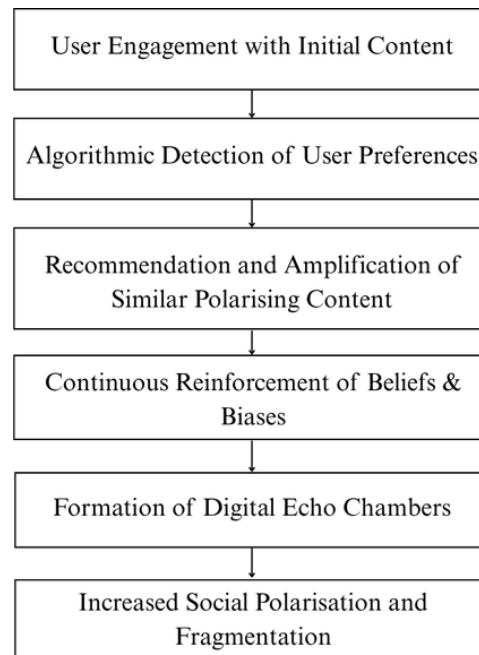 User Engagement with Initial Content
Algorithmic Detection of User Preferences
Recommendation and Amplification of
Similar Polarising Content
Continuous Reinforcement of Beliefs &
Biases
Formation of Digital Echo Chambers
Increased Social Polarisation and
Fragmentation